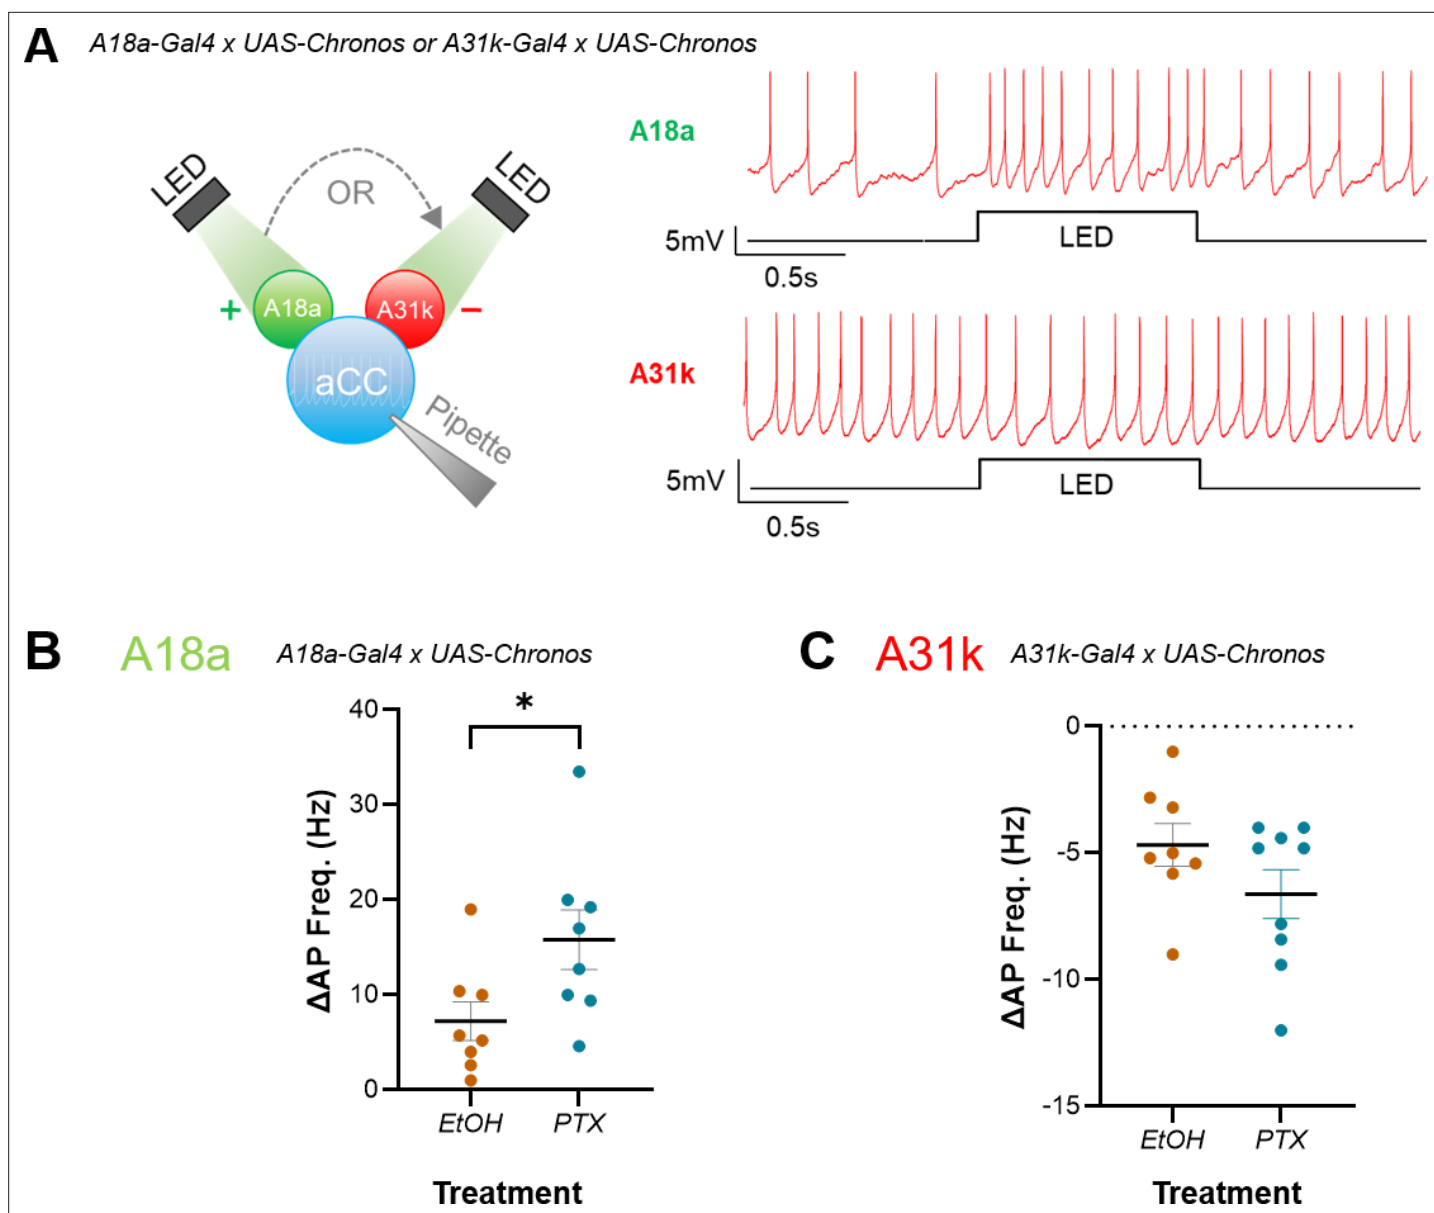 A A18a-Gal4 x UAS-Chronos or A31k-Gal4 x UAS-Chronos
LED OR LED
+ A18a A31k −
aCC
Pipette
A18a
5mV LED
0.5s
A31k
5mV LED
0.5s
B A18a A18a-Gal4 x UAS-Chronos
*
40
30
20
10
0
ΔAP Freq. (Hz)
EtOH PTX
Treatment
C A31k A31k-Gal4 x UAS-Chronos
0
-5
-10
-15
ΔAP Freq. (Hz)
EtOH PTX
Treatment